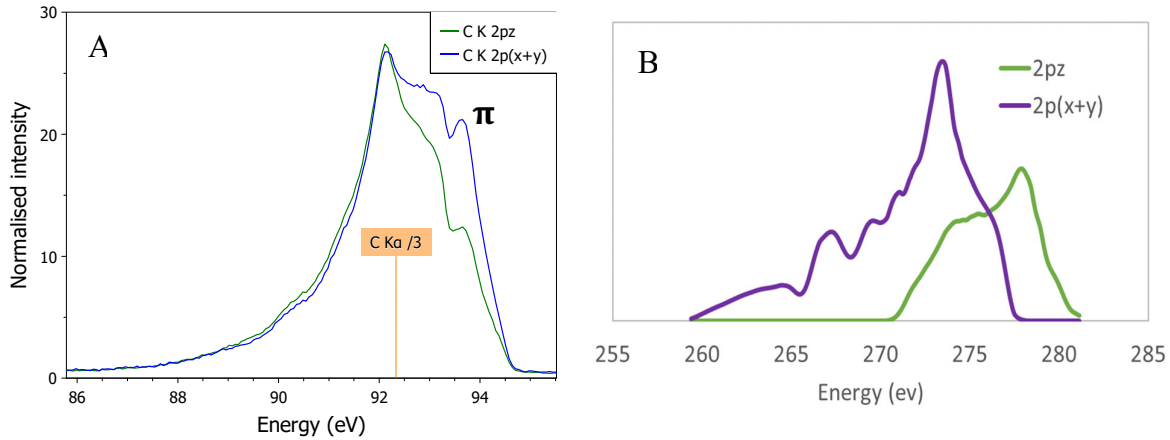 A
C K 2pz
C K 2p(x+y)
π
C Ka /3
Normalised intensity
0
10
20
30
86
88
90
92
94
Energy (eV)
B
2pz
2p(x+y)
255
260
265
270
275
280
285
Energy (ev)